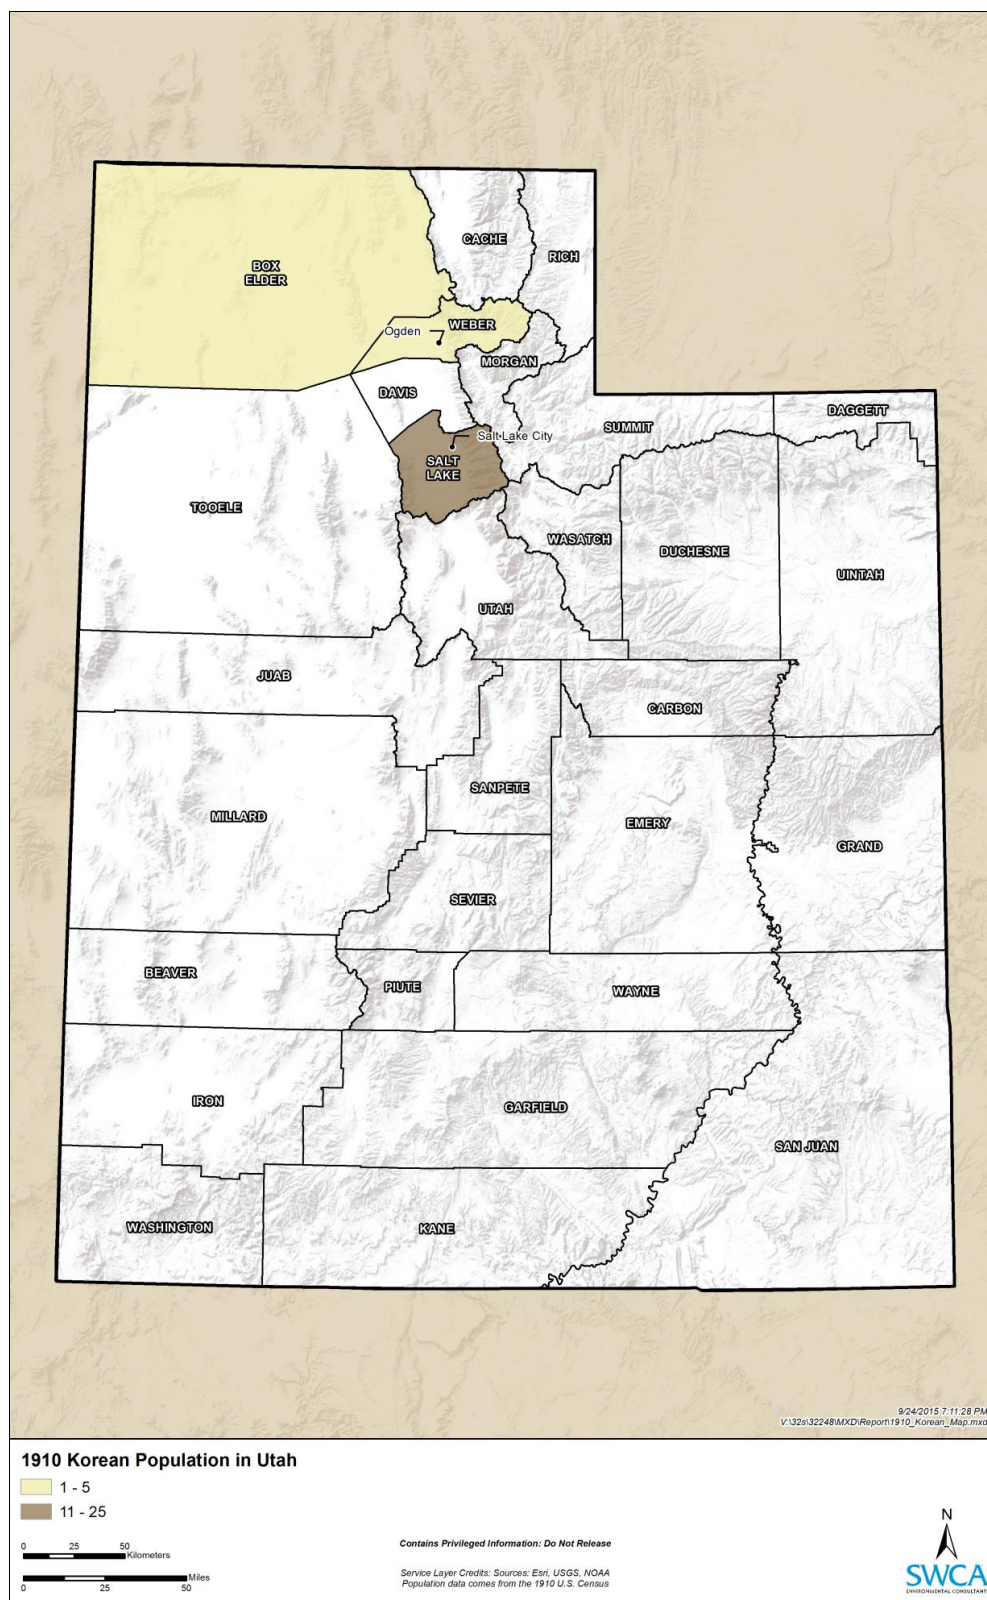 CACHE
RICH
BOX
ELDER
WEBER
Ogden
MORGAN
DAVIS
DAGGETT
SUMMIT
Salt Lake City
SALT
LAKE
TOOELE
WASATCH
DUCHESNE
UINTAH
UTAH
JUAB
CARBON
SANPETE
MILLARD
EMERY
GRAND
SEVIER
BEAVER
PIUTE
WAYNE
IRON
GARFIELD
SAN JUAN
WASHINGTON
KANE
9/24/2015 7:11:28 PM
V:\32s\32248\MXD\Report\1910_Korean_Map.mxd
1910 Korean Population in Utah
1 - 5
11 - 25
0 25 50
Kilometers
Miles
0 25 50
Contains Privileged Information: Do Not Release
Service Layer Credits: Sources: Esri, USGS, NOAA
Population data comes from the 1910 U.S. Census
N
SWCA
ENVIRONMENTAL CONSULTANTS